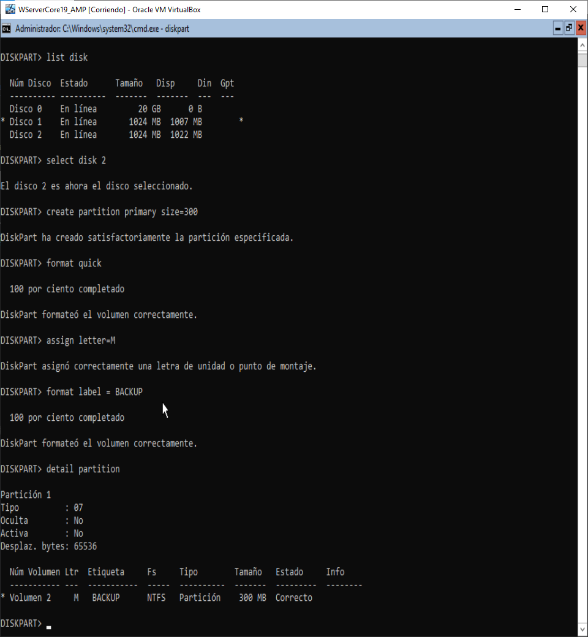 WServerCore19_AMP [Corriendo] - Oracle VM VirtualBox
Administrador: C:\Windows\system32\cmd.exe - diskpart
DISKPART> list disk
Núm Disco  Estado      Tamaño   Disp     Din  Gpt
---------- ----------  -------  -------  ---  ---
Disco 0    En línea      20 GB      0 B
* Disco 1    En línea    1024 MB  1007 MB        *
Disco 2    En línea    1024 MB  1022 MB
DISKPART> select disk 2
El disco 2 es ahora el disco seleccionado.
DISKPART> create partition primary size=300
DiskPart ha creado satisfactoriamente la partición especificada.
DISKPART> format quick
100 por ciento completado
DiskPart formateó el volumen correctamente.
DISKPART> assign letter=M
DiskPart asignó correctamente una letra de unidad o punto de montaje.
DISKPART> format label = BACKUP
100 por ciento completado
DiskPart formateó el volumen correctamente.
DISKPART> detail partition
Partición 1
Tipo         : 07
Oculta       : No
Activa       : No
Desplaz. bytes: 65536
Núm Volumen Ltr  Etiqueta     Fs     Tipo        Tamaño   Estado     Info
----------- ---  -----------  -----  ----------  -------  ---------  --------
* Volumen 2    M   BACKUP       NTFS   Partición    300 MB  Correcto
DISKPART> _